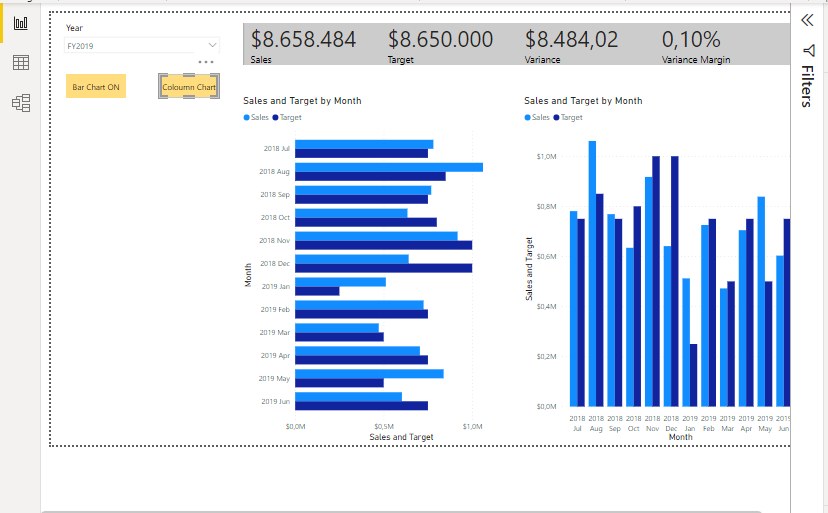 Year
FY2019
Bar Chart ON
Coloumn Chart
$8.658.484 $8.650.000 $8.484,02 0,10%
Sales Target Variance Variance Margin
Filters
Sales and Target by Month
Sales Target
2018 Jul
2018 Aug
2018 Sep
2018 Oct
2018 Nov
2018 Dec
2019 Jan
2019 Feb
2019 Mar
2019 Apr
2019 May
2019 Jun
Month
$0,0M $0,5M $1,0M
Sales and Target
Sales and Target by Month
Sales Target
$1,0M
$0,8M
$0,6M
$0,4M
$0,2M
$0,0M
Sales and Target
2018 2018 2018 2018 2018 2018 2019 2019 2019 2019 2019 2019
Jul Aug Sep Oct Nov Dec Jan Feb Mar Apr May Jun
Month